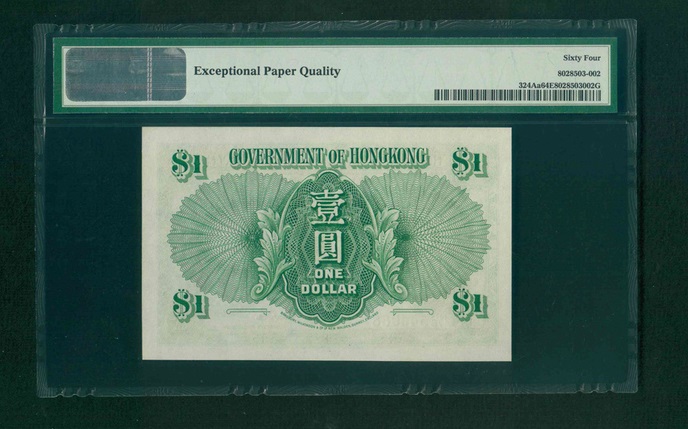 Exceptional Paper Quality
Sixty Four
8028503-002
324Aa64E8028503002G
$1 GOVERNMENT OF HONGKONG $1
壹
圓
ONE
DOLLAR
$1 $1